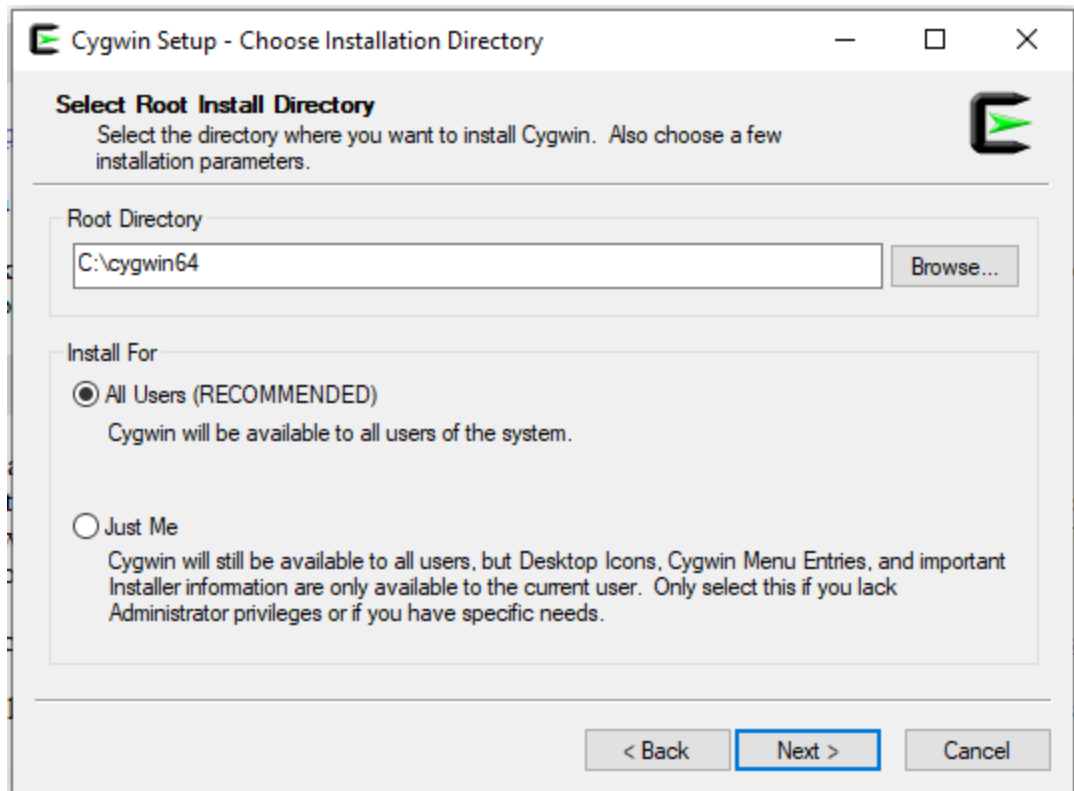 Cygwin Setup - Choose Installation Directory
Select Root Install Directory
Select the directory where you want to install Cygwin.  Also choose a few
installation parameters.
Root Directory
C:\cygwin64
Browse...
Install For
All Users (RECOMMENDED)
Cygwin will be available to all users of the system.
Just Me
Cygwin will still be available to all users, but Desktop Icons, Cygwin Menu Entries, and important
Installer information are only available to the current user.  Only select this if you lack
Administrator privileges or if you have specific needs.
< Back
Next >
Cancel